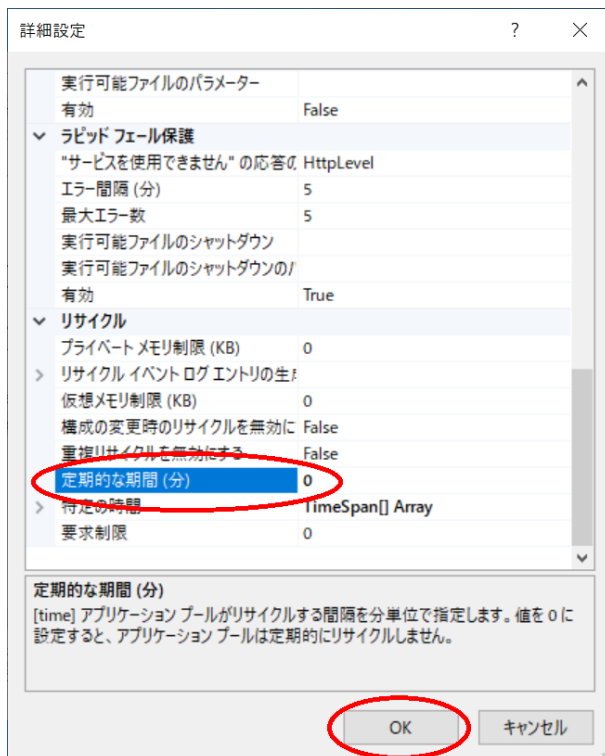 詳細設定 ?
実行可能ファイルのパラメーター
有効 False
ラピッド フェール保護
"サービスを使用できません" の応答の HttpLevel
エラー間隔 (分) 5
最大エラー数 5
実行可能ファイルのシャットダウン
実行可能ファイルのシャットダウンのパ
有効 True
リサイクル
プライベート メモリ制限 (KB) 0
リサイクル イベント ログ エントリの生成
仮想メモリ制限 (KB) 0
構成の変更時のリサイクルを無効に False
重複リサイクルを無効にする False
定期的な期間 (分) 0
特定の時間 TimeSpan[] Array
要求制限 0
定期的な期間 (分)
[time] アプリケーション プールがリサイクルする間隔を分単位で指定します。値を 0 に
設定すると、アプリケーション プールは定期的にリサイクルしません。
OK キャンセル